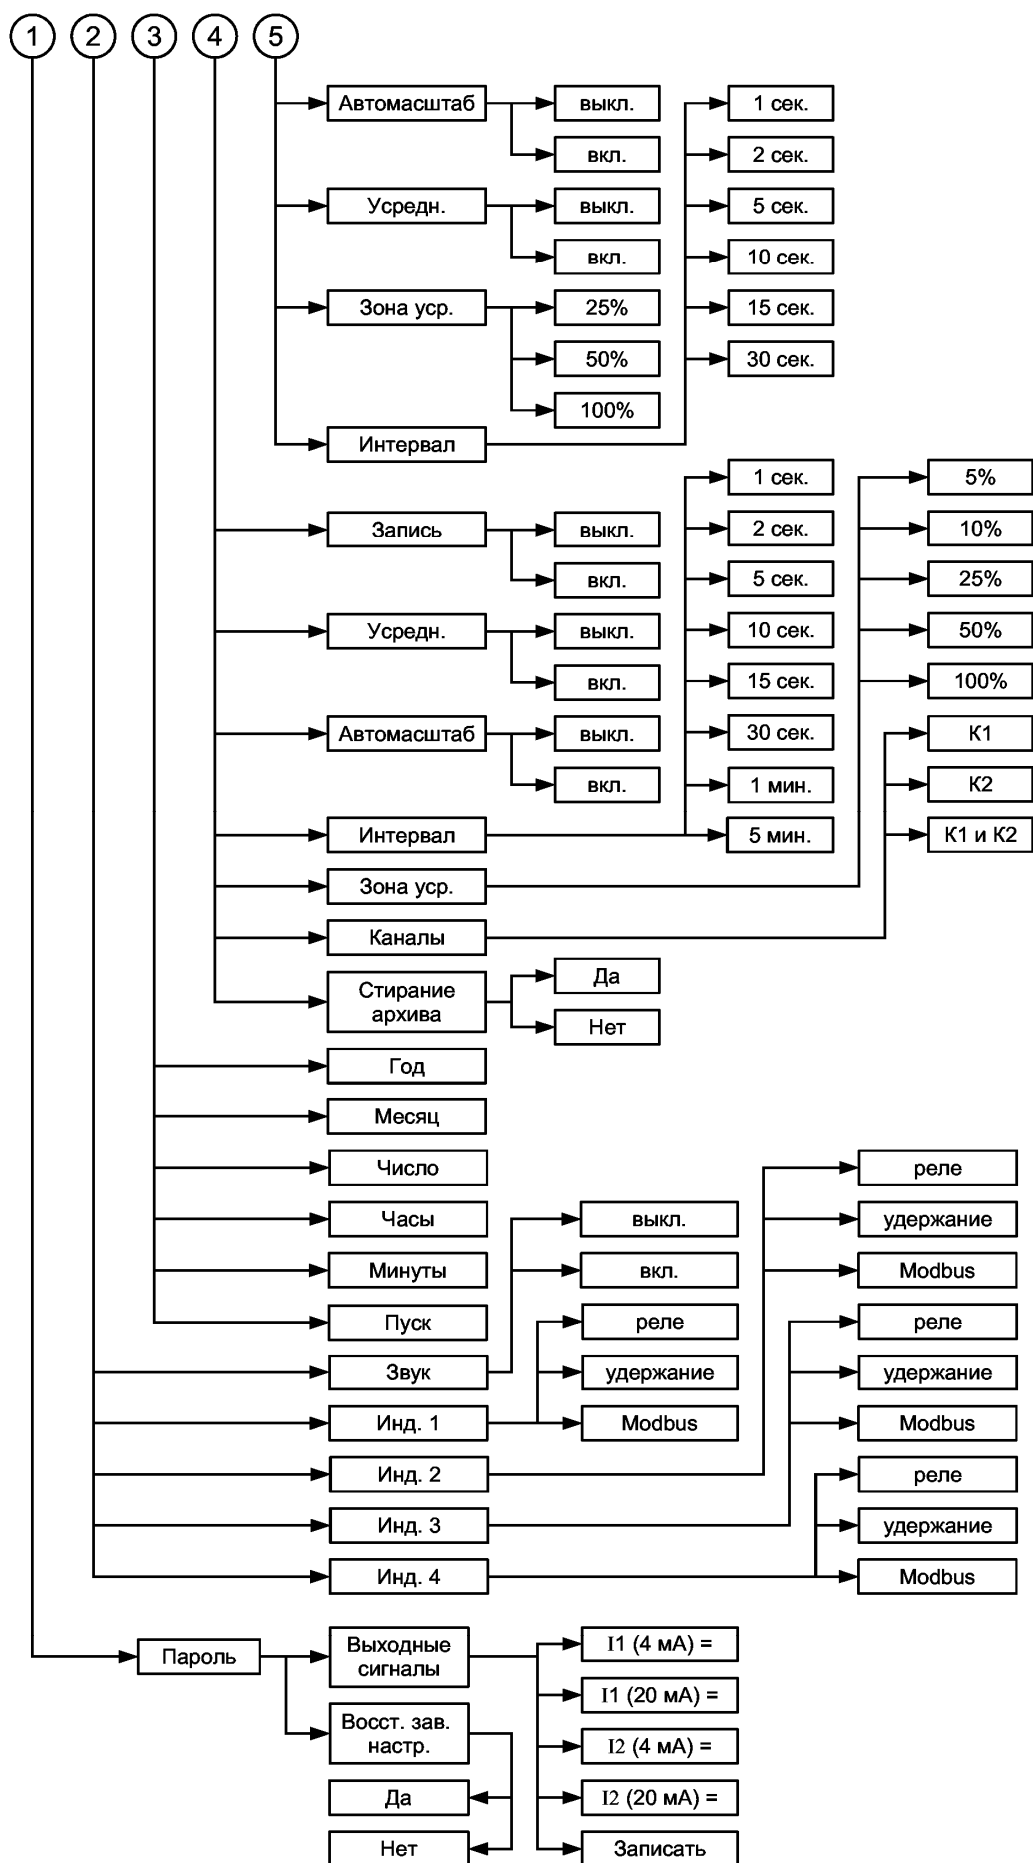 1 2 3 4 5
Автомасштаб выкл. 1 сек.
вкл. 2 сек.
Усредн. выкл. 5 сек.
вкл. 10 сек.
Зона уср. 25% 15 сек.
50% 30 сек.
100%
Интервал
1 сек. 5%
Запись выкл. 2 сек. 10%
вкл. 5 сек. 25%
Усредн. выкл. 10 сек. 50%
вкл. 15 сек. 100%
Автомасштаб выкл. 30 сек. К1
вкл. 1 мин. К2
Интервал 5 мин. К1 и К2
Зона уср.
Каналы
Стирание
архива
Да
Нет
Год
Месяц
Число реле
Часы выкл. удержание
Минуты вкл. Modbus
Пуск реле реле
Звук удержание удержание
Инд. 1 Modbus Modbus
Инд. 2 реле
Инд. 3 удержание
Инд. 4 Modbus
Пароль
Выходные
сигналы
I1 (4 мА) =
I1 (20 мА) =
Восст. зав.
настр.
I2 (4 мА) =
Да I2 (20 мА) =
Нет Записать